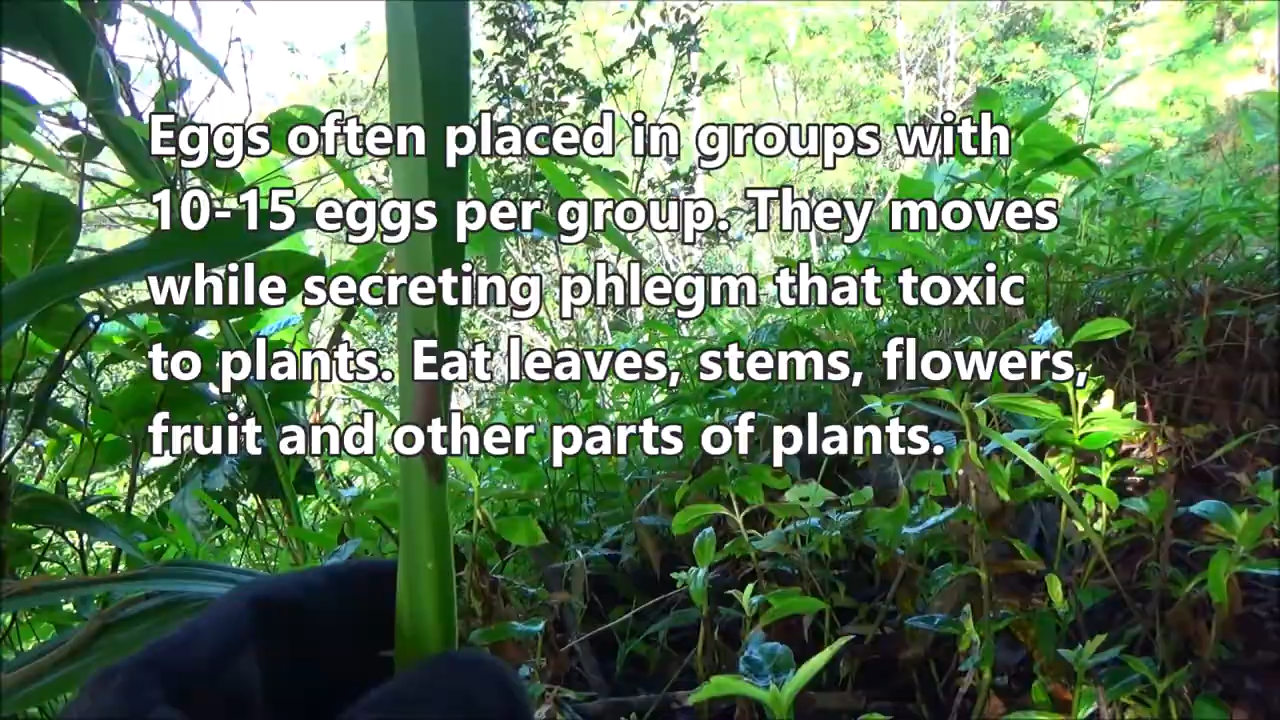 Eggs often placed in groups with
10-15 eggs per group. They moves
while secreting phlegm that toxic
to plants. Eat leaves, stems, flowers,
fruit and other parts of plants.